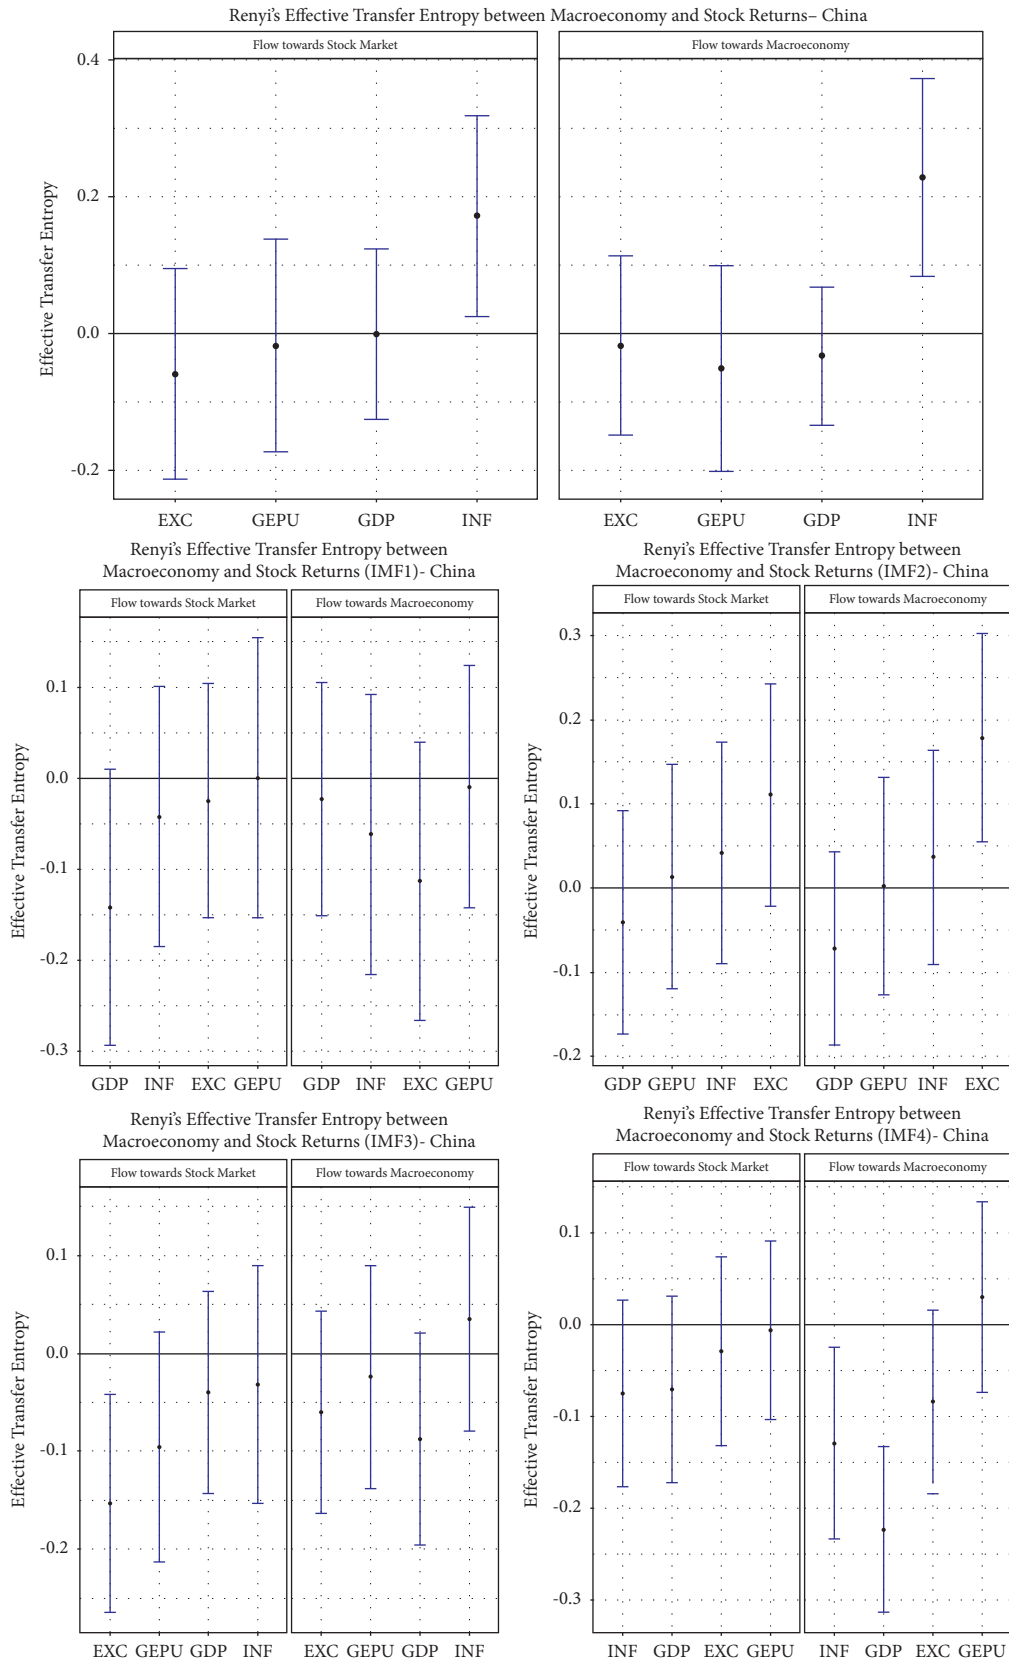 Renyi's Effective Transfer Entropy between Macroeconomy and Stock Returns– China
Flow towards Stock Market
Flow towards Macroeconomy
Effective Transfer Entropy
0.4
0.2
0.0
-0.2
EXC GEPU GDP INF
EXC GEPU GDP INF
Renyi's Effective Transfer Entropy between
Macroeconomy and Stock Returns (IMF1)- China
Flow towards Stock Market
Flow towards Macroeconomy
Effective Transfer Entropy
0.1
0.0
-0.1
-0.2
-0.3
GDP INF EXC GEPU
GDP INF EXC GEPU
Renyi's Effective Transfer Entropy between
Macroeconomy and Stock Returns (IMF2)- China
Flow towards Stock Market
Flow towards Macroeconomy
Effective Transfer Entropy
0.3
0.2
0.1
0.0
-0.1
-0.2
GDP GEPU INF EXC
GDP GEPU INF EXC
Renyi's Effective Transfer Entropy between
Macroeconomy and Stock Returns (IMF3)- China
Flow towards Stock Market
Flow towards Macroeconomy
Effective Transfer Entropy
0.1
0.0
-0.1
-0.2
EXC GEPU GDP INF
EXC GEPU GDP INF
Renyi's Effective Transfer Entropy between
Macroeconomy and Stock Returns (IMF4)- China
Flow towards Stock Market
Flow towards Macroeconomy
Effective Transfer Entropy
0.1
0.0
-0.1
-0.2
-0.3
INF GDP EXC GEPU
INF GDP EXC GEPU